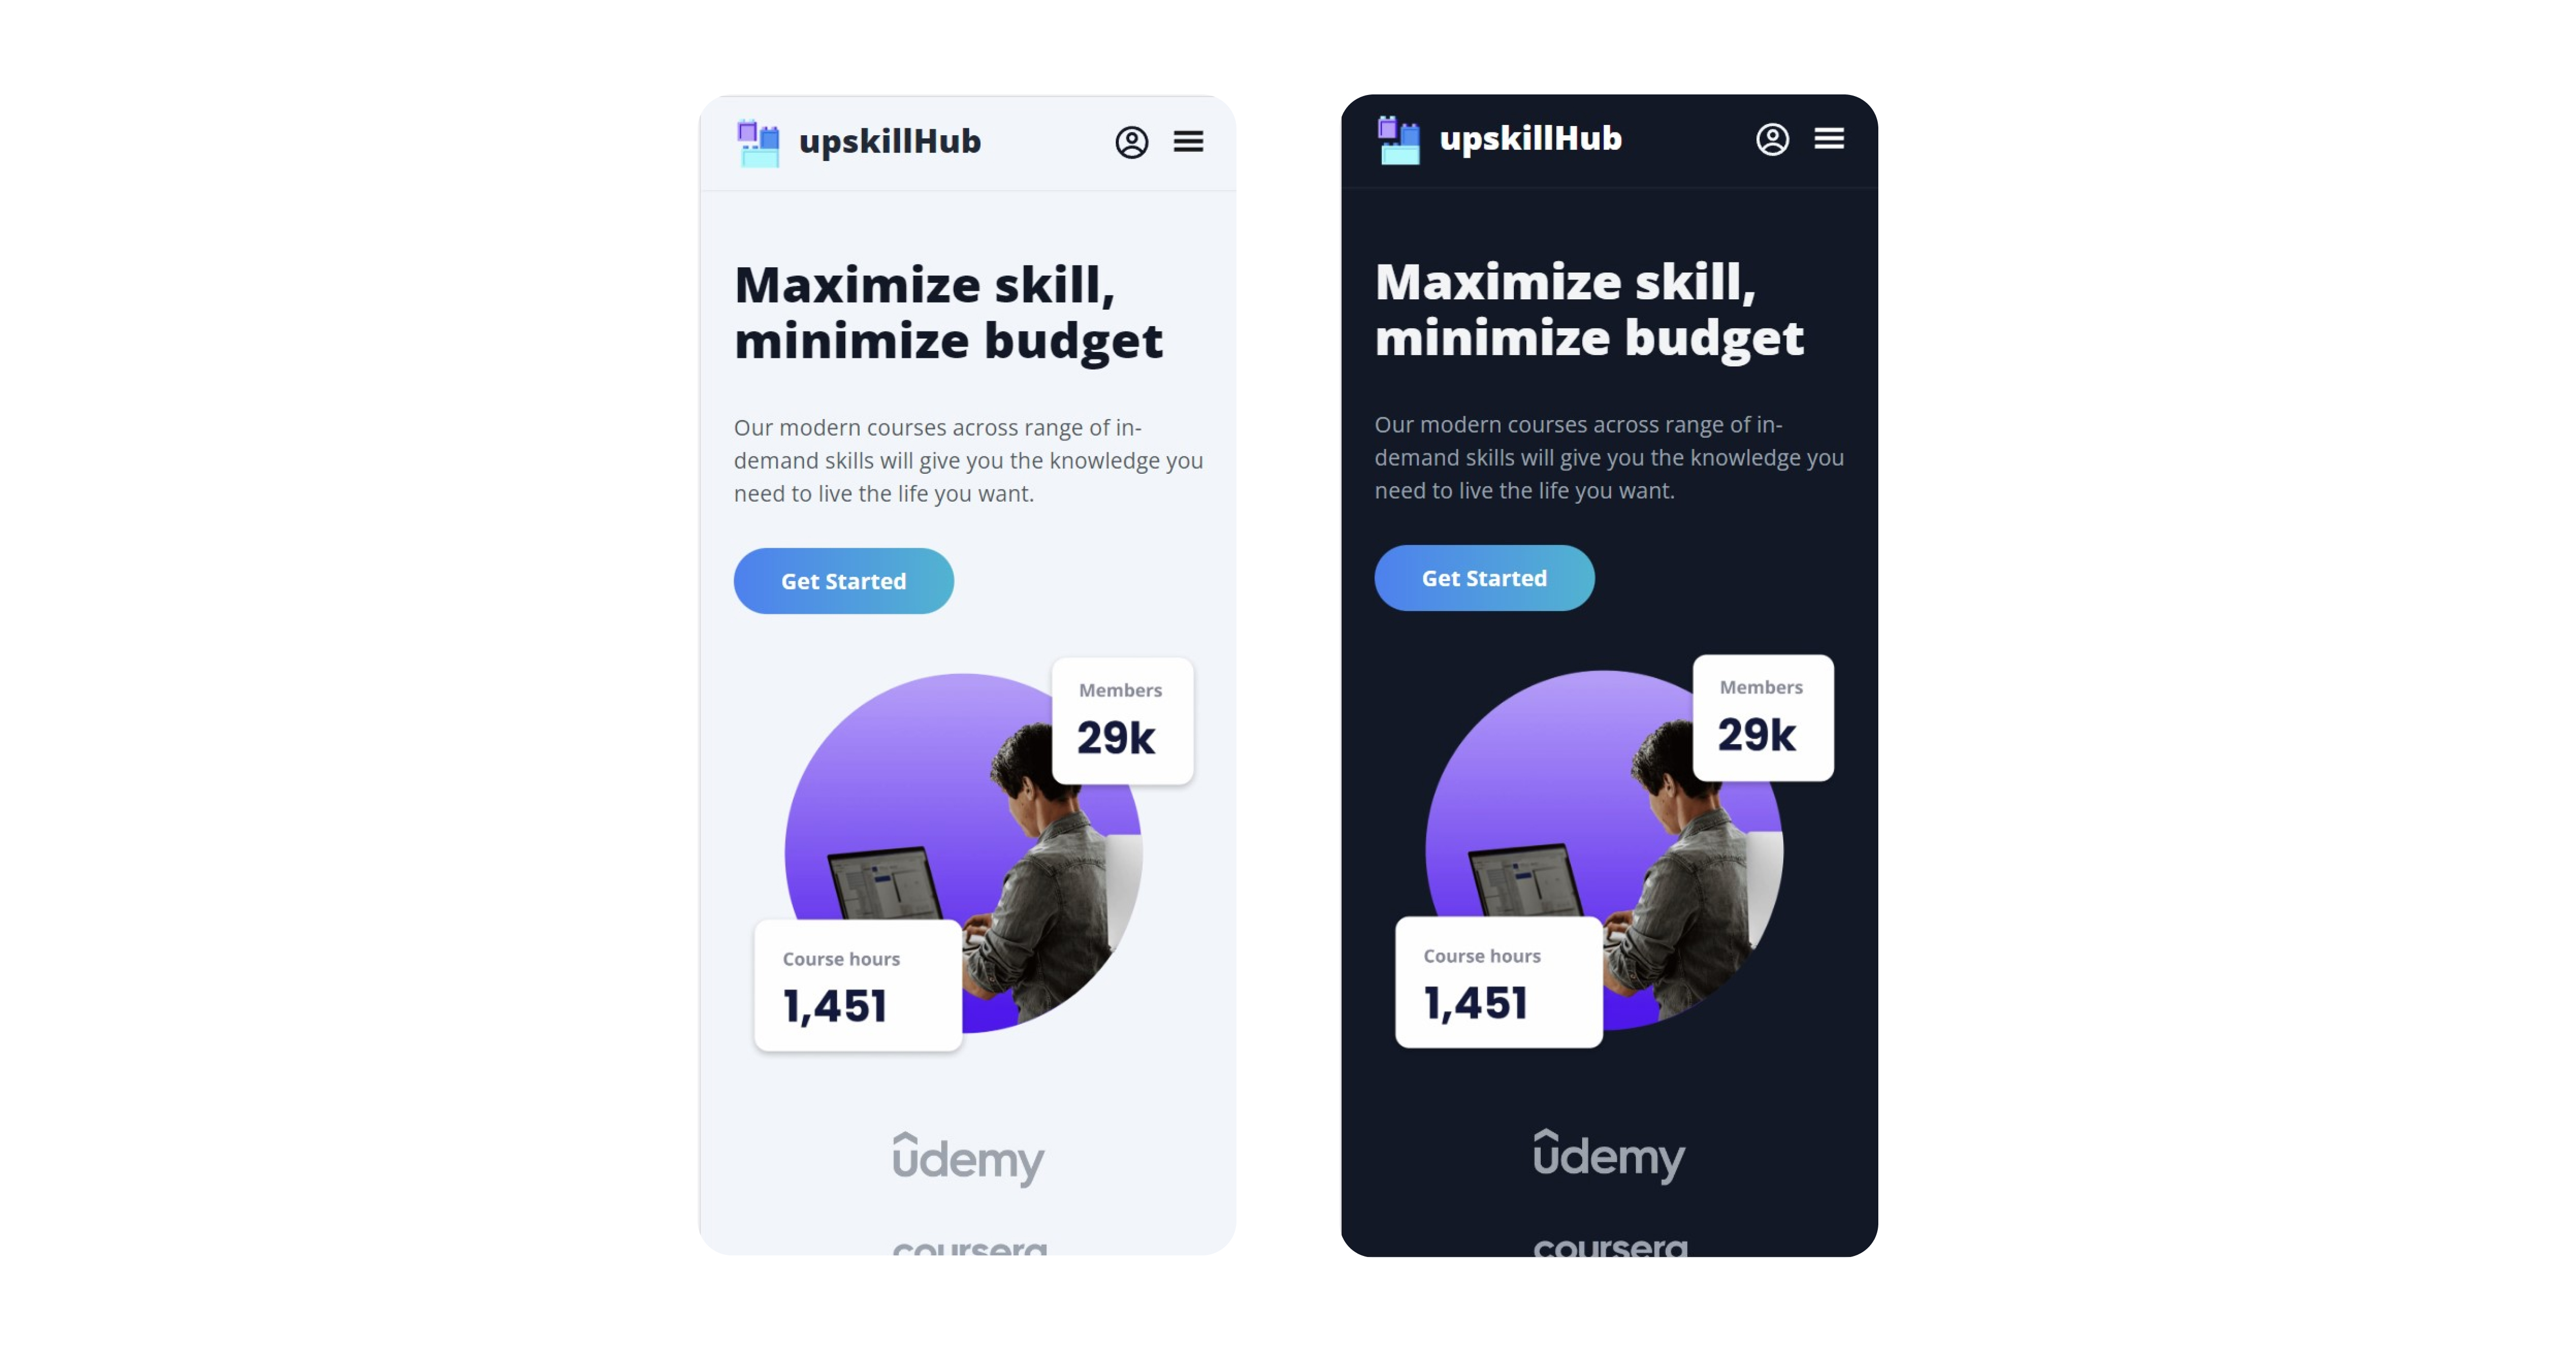 upskillHub
Maximize skill,
minimize budget
Our modern courses across range of in-
demand skills will give you the knowledge you
need to live the life you want.
Get Started
Members
29k
Course hours
1,451
udemy
coursera
upskillHub
Maximize skill,
minimize budget
Our modern courses across range of in-
demand skills will give you the knowledge you
need to live the life you want.
Get Started
Members
29k
Course hours
1,451
udemy
coursera